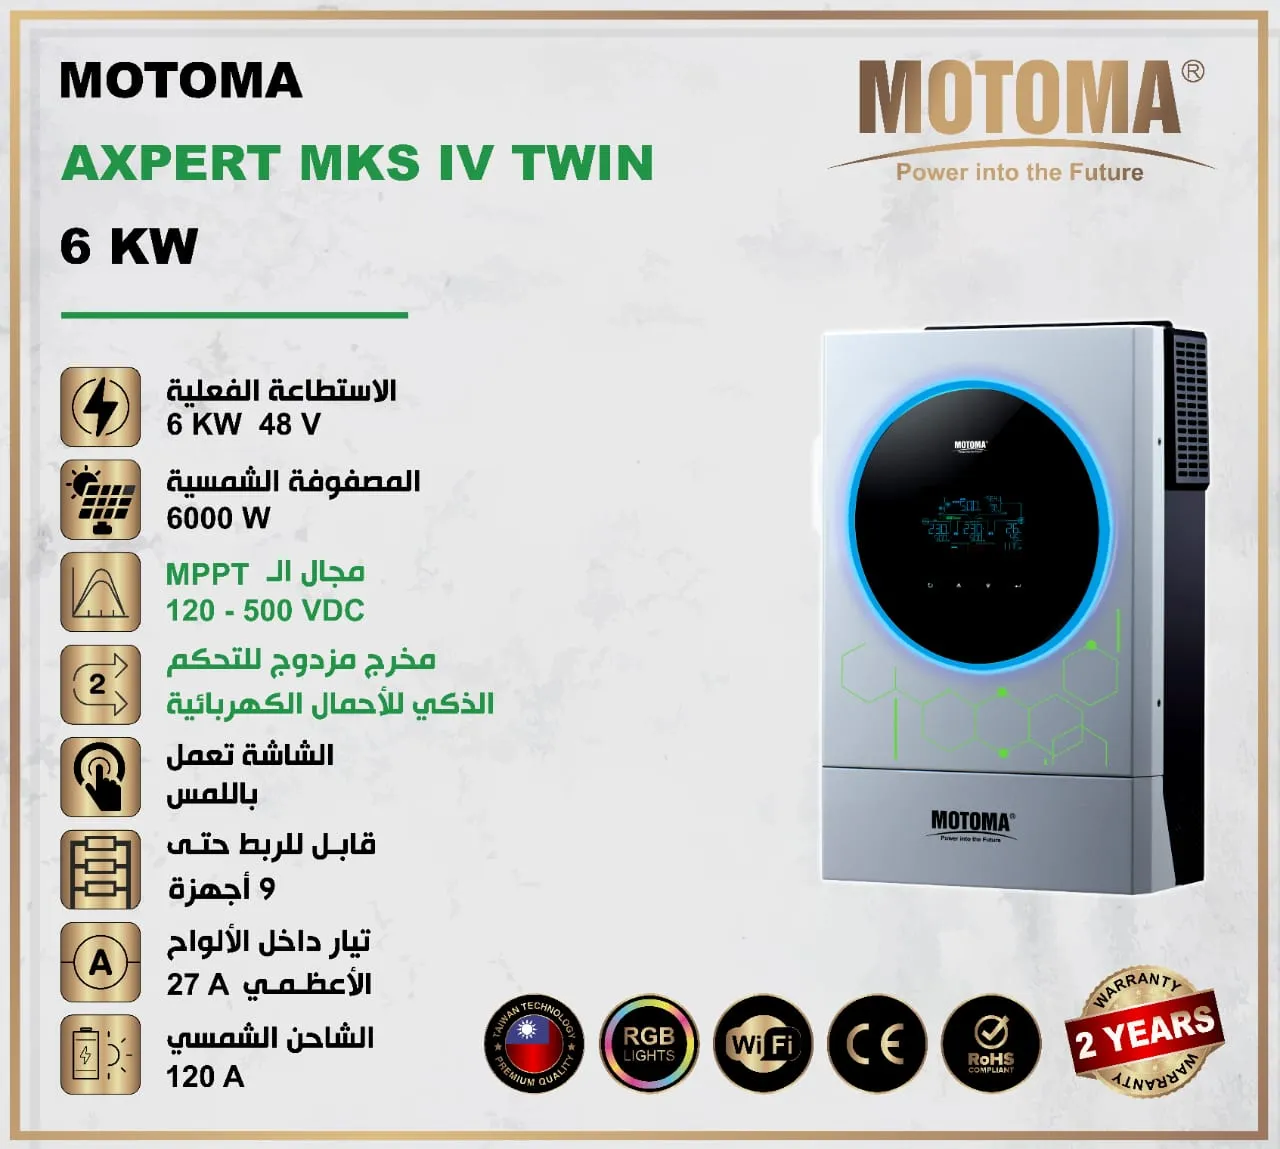 MOTOMA
AXPERT MKS IV TWIN
6 KW
MOTOMA®
Power into the Future
الاستطاعة الفعلية
6 KW 48 V
المصفوفة الشمسية
6000 W
مجال الـ MPPT
120 - 500 VDC
2
مخرج مزدوج للتحكم
الذكي للأحمال الكهربائية
الشاشة تعمل
باللمس
قابل للربط حتى
9 أجهزة
A
تيار داخل الألواح
الأعظمي 27 A
الشاحن الشمسي
120 A
MOTOMA
MOTOMA®
Power into the Future
TAIWAN TECHNOLOGY
PREMIUM QUALITY
RGB
LIGHTS
WiFi
CE
RoHS
COMPLIANT
WARRANTY
2 YEARS
WARRANTY